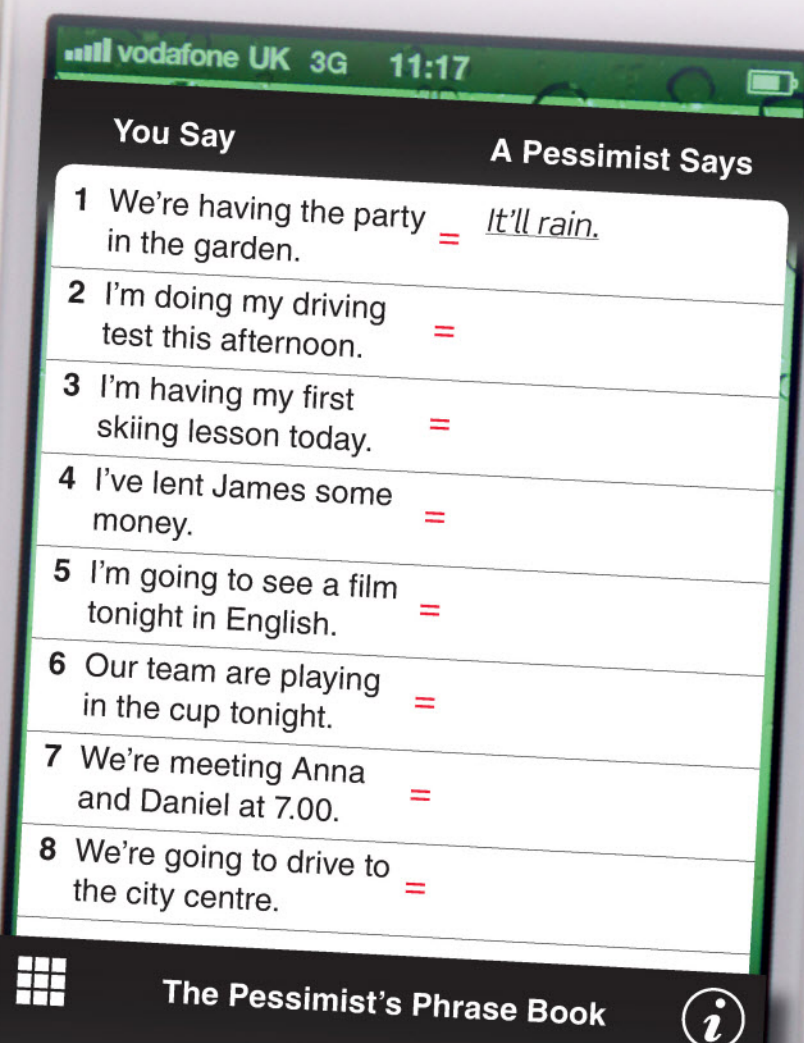 vodafone UK 3G 11:17
You Say
A Pessimist Says
1 We're having the party
in the garden.
= It'll rain.
2 I'm doing my driving
test this afternoon.
=
3 I'm having my first
skiing lesson today.
=
4 I've lent James some
money.
=
5 I'm going to see a film
tonight in English.
=
6 Our team are playing
in the cup tonight.
=
7 We're meeting Anna
and Daniel at 7.00.
=
8 We're going to drive to
the city centre.
=
The Pessimist's Phrase Book
i